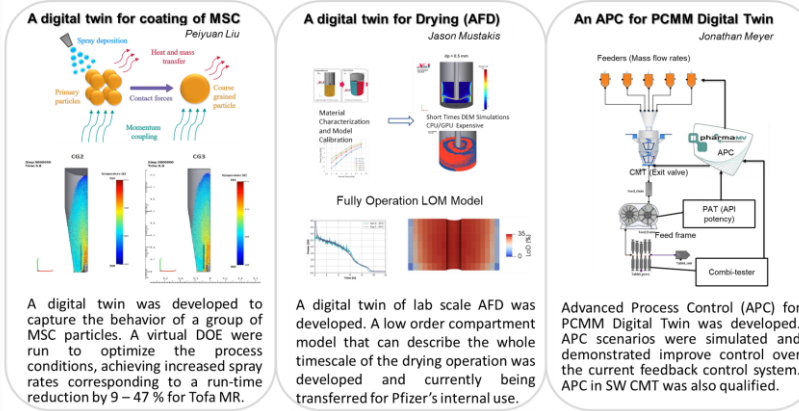 A digital twin for coating of MSC
Peiyuan Liu
Spray deposition
Heat and mass
transfer
Primary
particles
Contact forces
Coarse
grained
particle
Momentum
coupling
CG2
CG3
A digital twin was developed to
capture the behavior of a group of
MSC particles. A virtual DOE were
run to optimize the process
conditions, achieving increased spray
rates corresponding to a run-time
reduction by 9 – 47 % for Tofa MR.
A digital twin for Drying (AFD)
Jason Mustakis
Material
Characterization
and Model
Calibration
Short Times DEM Simulations
CPU/GPU Expensive
Fully Operation LOM Model
35
0
LoD (%)
A digital twin of lab scale AFD was
developed. A low order compartment
model that can describe the whole
timescale of the drying operation was
developed and currently being
transferred for Pfizer's internal use.
An APC for PCMM Digital Twin
Jonathan Meyer
Feeders (Mass flow rates)
pharmaMV
APC
CMT (Exit valve)
PAT (API
potency)
Feed frame
Combi-tester
Advanced Process Control (APC) for
PCMM Digital Twin was developed.
APC scenarios were simulated and
demonstrated improve control over
the current feedback control system.
APC in SW CMT was also qualified.